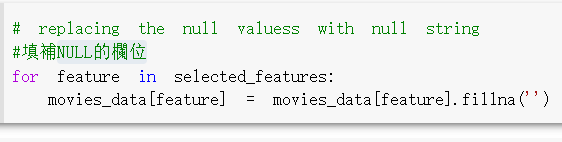 # replacing the null valuess with null string
#填補NULL的欄位
for feature in selected_features:
    movies_data[feature] = movies_data[feature].fillna('')